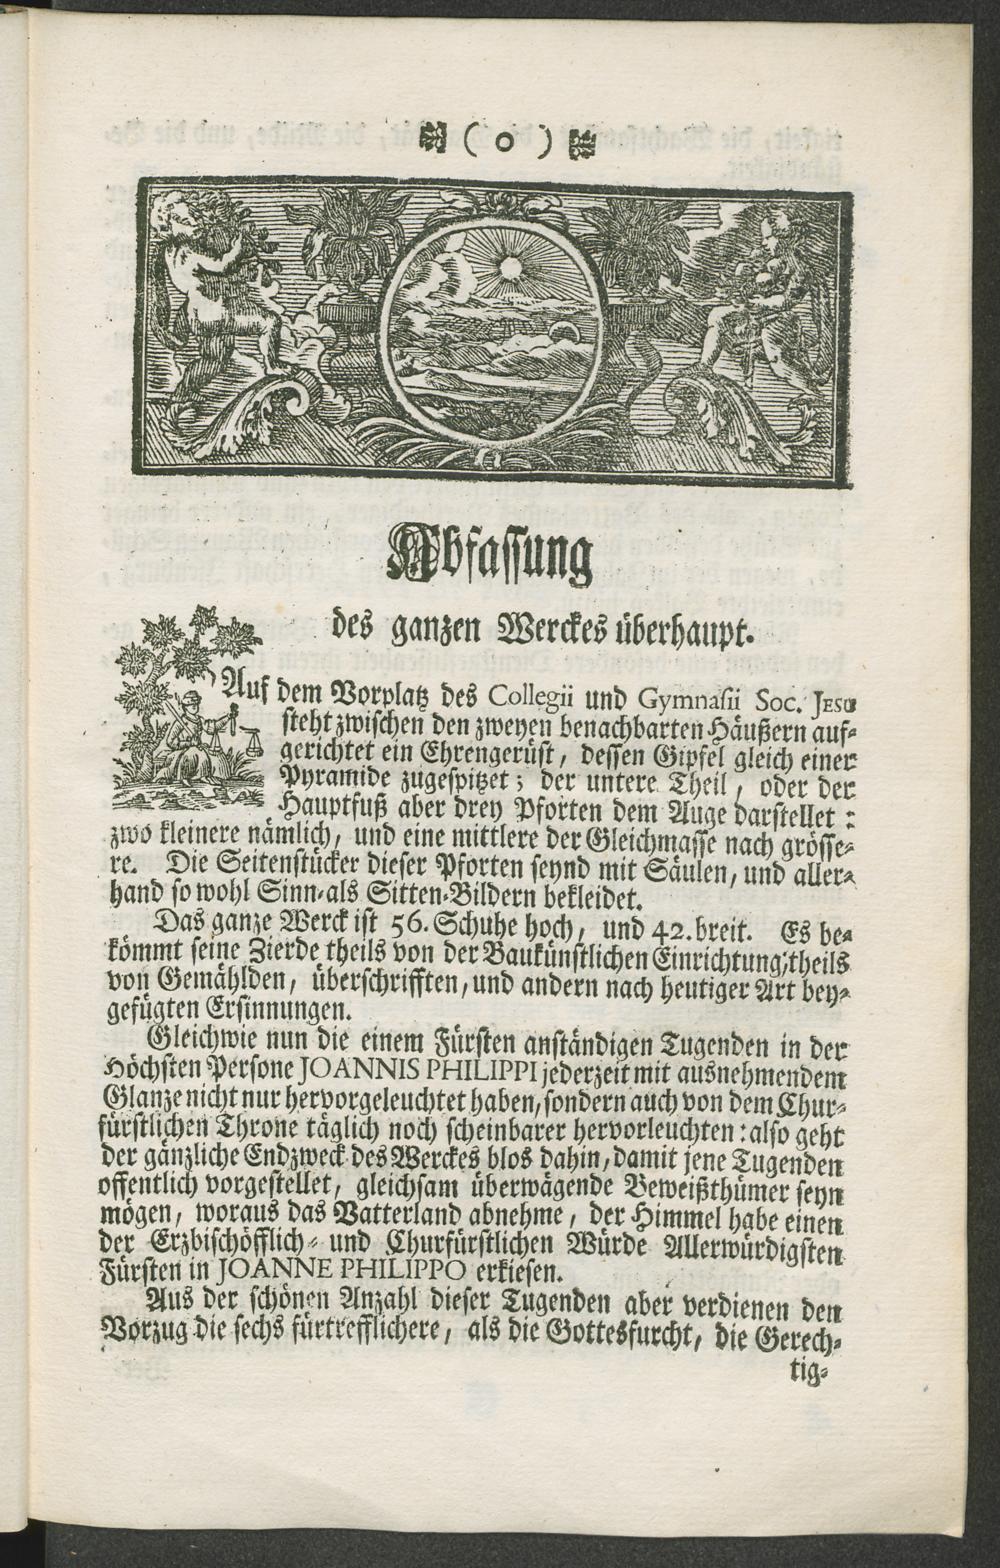 ( o )
Abfassung
des ganzen Werckes überhaupt.
Auf dem Vorplatz des Collegii und Gymnasii Soc. JEsu
steht zwischen den zweyen benachbarten Häußern auf-
gerichtet ein Ehrengerüst, dessen Gipfel gleich einer
Pyramide zugespitzet; der untere Theil, oder der
Hauptfuß aber drey Pforten dem Auge darstellet:
zwo kleinere nämlich, und eine mittlere der Gleichmasse nach grösse-
re. Die Seitenstücker dieser Pforten seynd mit Säulen, und aller-
hand so wohl Sinn-als Sitten-Bildern bekleidet.
Das ganze Werck ist 56. Schuhe hoch, und 42. breit. Es be-
kömmt seine Zierde theils von der Baukünstlichen Einrichtung; theils
von Gemählden, überschrifften, und andern nach heutiger Art bey-
gefügten Ersinnungen.
Gleichwie nun die einem Fürsten anständigen Tugenden in der
Höchsten Persone JOANNIS PHILIPPI jederzeit mit ausnehmendem
Glanze nicht nur hervorgeleuchtet haben, sondern auch von dem Chur-
fürstlichen Throne täglich noch scheinbarer hervorleuchten: also geht
der gänzliche Endzweck des Werckes blos dahin, damit jene Tugenden
offentlich vorgestellet, gleichsam überwägende Beweißthümer seyn
mögen, woraus das Vatterland abnehme, der Himmel habe einen
der Erzbischöfflich- und Churfürstlichen Würde Allerwürdigsten
Fürsten in JOANNE PHILIPPO erkiesen.
Aus der schönen Anzahl dieser Tugenden aber verdienen den
Vorzug die sechs fürtrefflichere, als die Gottesfurcht, die Gerech-
tig-